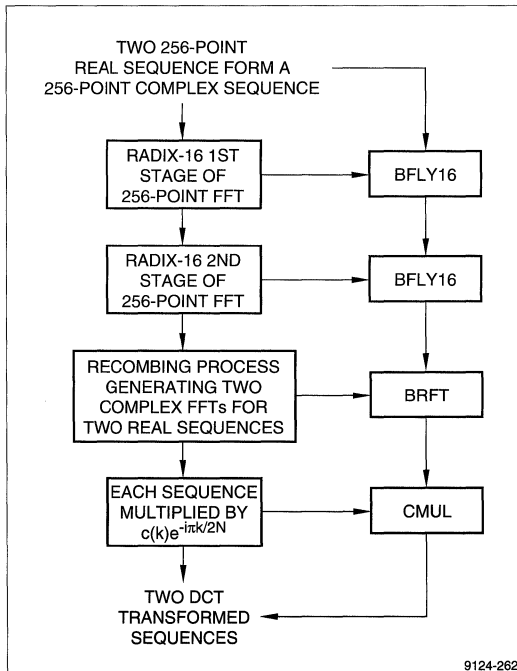 TWO 256-POINT
REAL SEQUENCE FORM A
256-POINT COMPLEX SEQUENCE
RADIX-16 1ST
STAGE OF
256-POINT FFT
BFLY16
RADIX-16 2ND
STAGE OF
256-POINT FFT
BFLY16
RECOMBING PROCESS
GENERATING TWO
COMPLEX FFTs FOR
TWO REAL SEQUENCES
BRFT
EACH SEQUENCE
MULTIPLIED BY
c(k)e^-iπk/2N
CMUL
TWO DCT
TRANSFORMED
SEQUENCES
9124-262